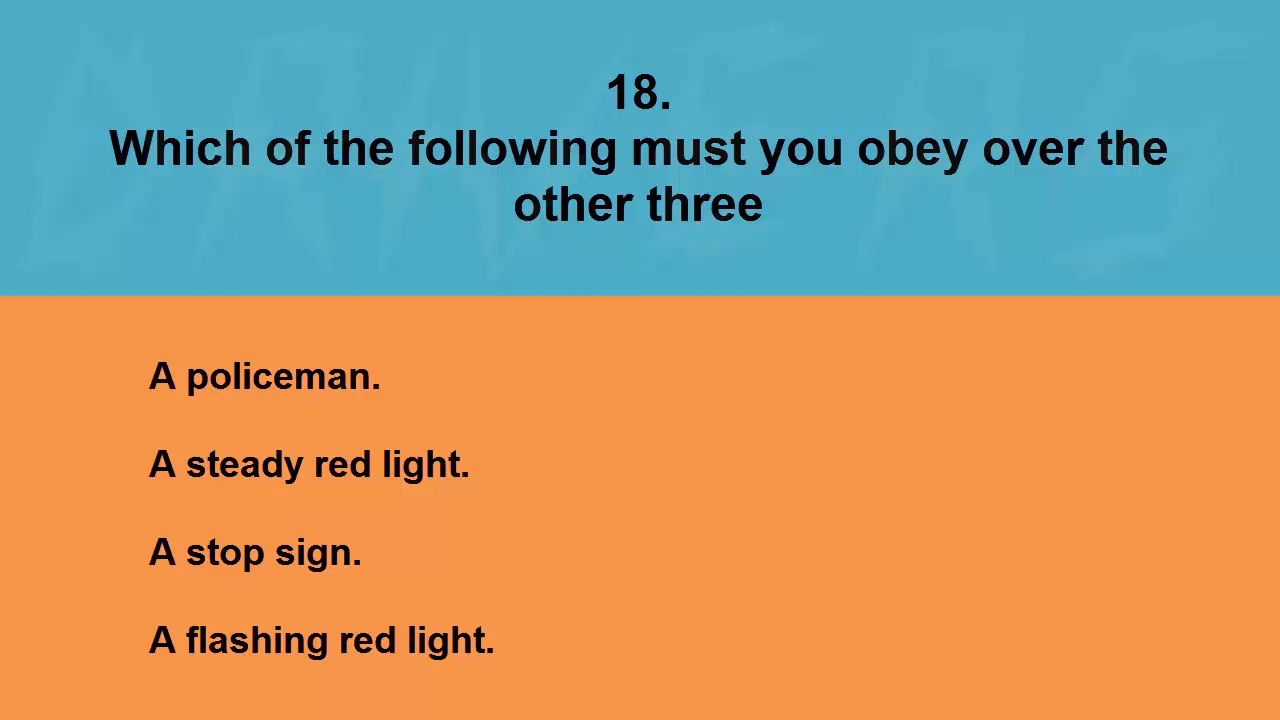 18.
Which of the following must you obey over the
other three
A policeman.
A steady red light.
A stop sign.
A flashing red light.